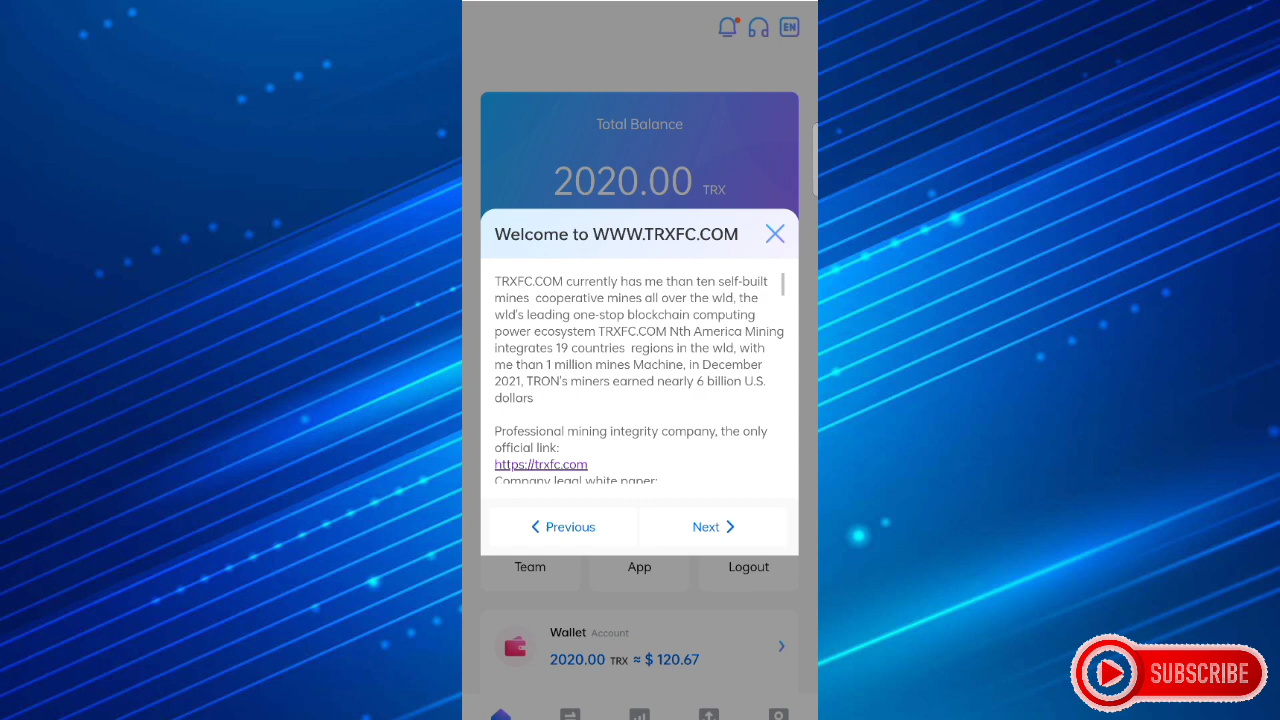 EN
Total Balance
2020.00 TRX
Welcome to WWW.TRXFC.COM
TRXFC.COM currently has me than ten self-built
mines cooperative mines all over the wld, the
wld's leading one-stop blockchain computing
power ecosystem TRXFC.COM Nth America Mining
integrates 19 countries regions in the wld, with
me than 1 million mines Machine, in December
2021, TRON's miners earned nearly 6 billion U.S.
dollars
Professional mining integrity company, the only
official link:
https://trxfc.com
Company legal white paper:
Previous Next
Team App Logout
Wallet Account
2020.00 TRX ≈ $ 120.67
SUBSCRIBE